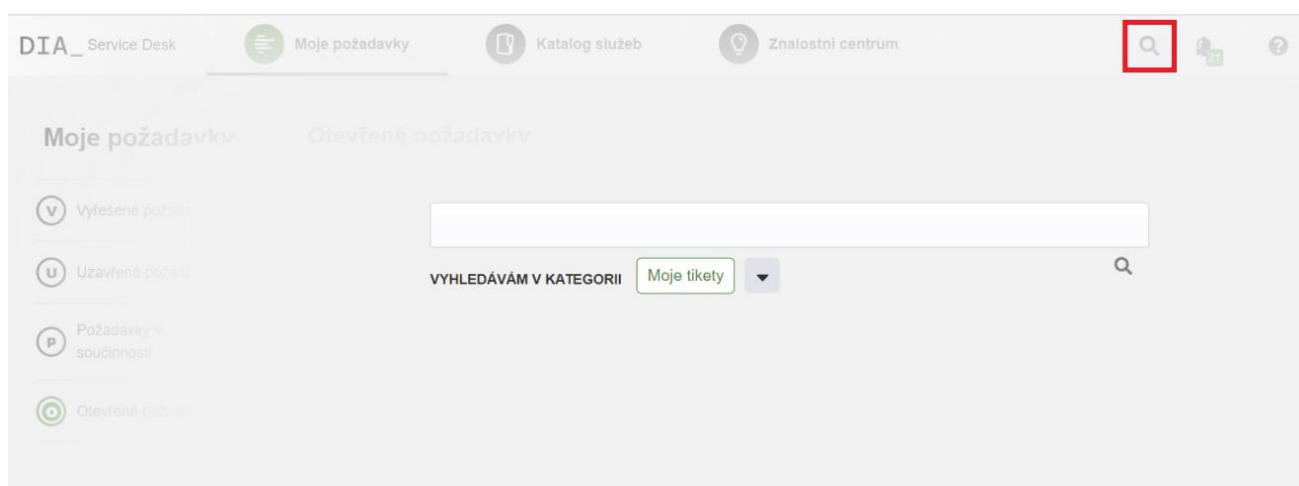 DIA_ Service Desk
Moje požadavky
Katalog služeb
Znalostní centrum
21
Moje požadavky
Otevřené požadavky
V Vyřešené
U Uzavřené
VYHLEDÁVÁM V KATEGORII Moje tikety
P Požadavky v
součinnosti
Otevřené